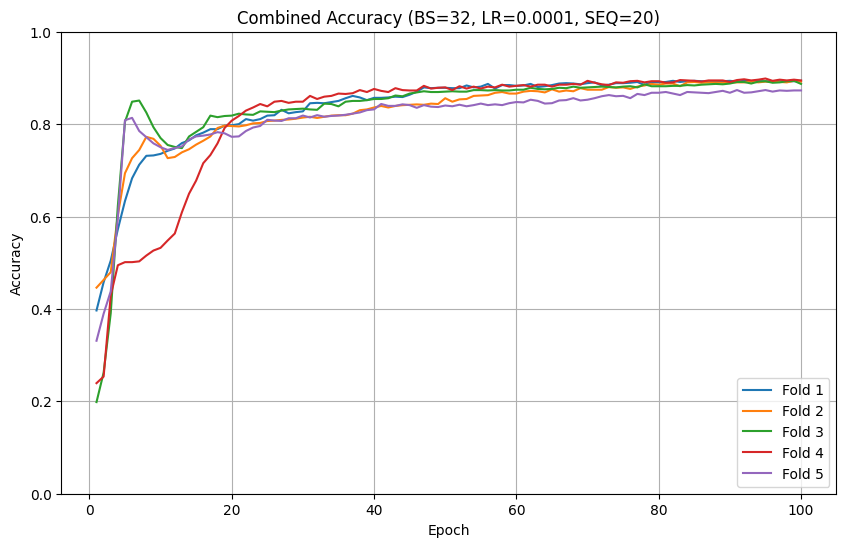 Combined Accuracy (BS=32, LR=0.0001, SEQ=20)
1.0
0.8
0.6
0.4
0.2
0.0
Accuracy
0 20 40 60 80 100
Epoch
Fold 1
Fold 2
Fold 3
Fold 4
Fold 5